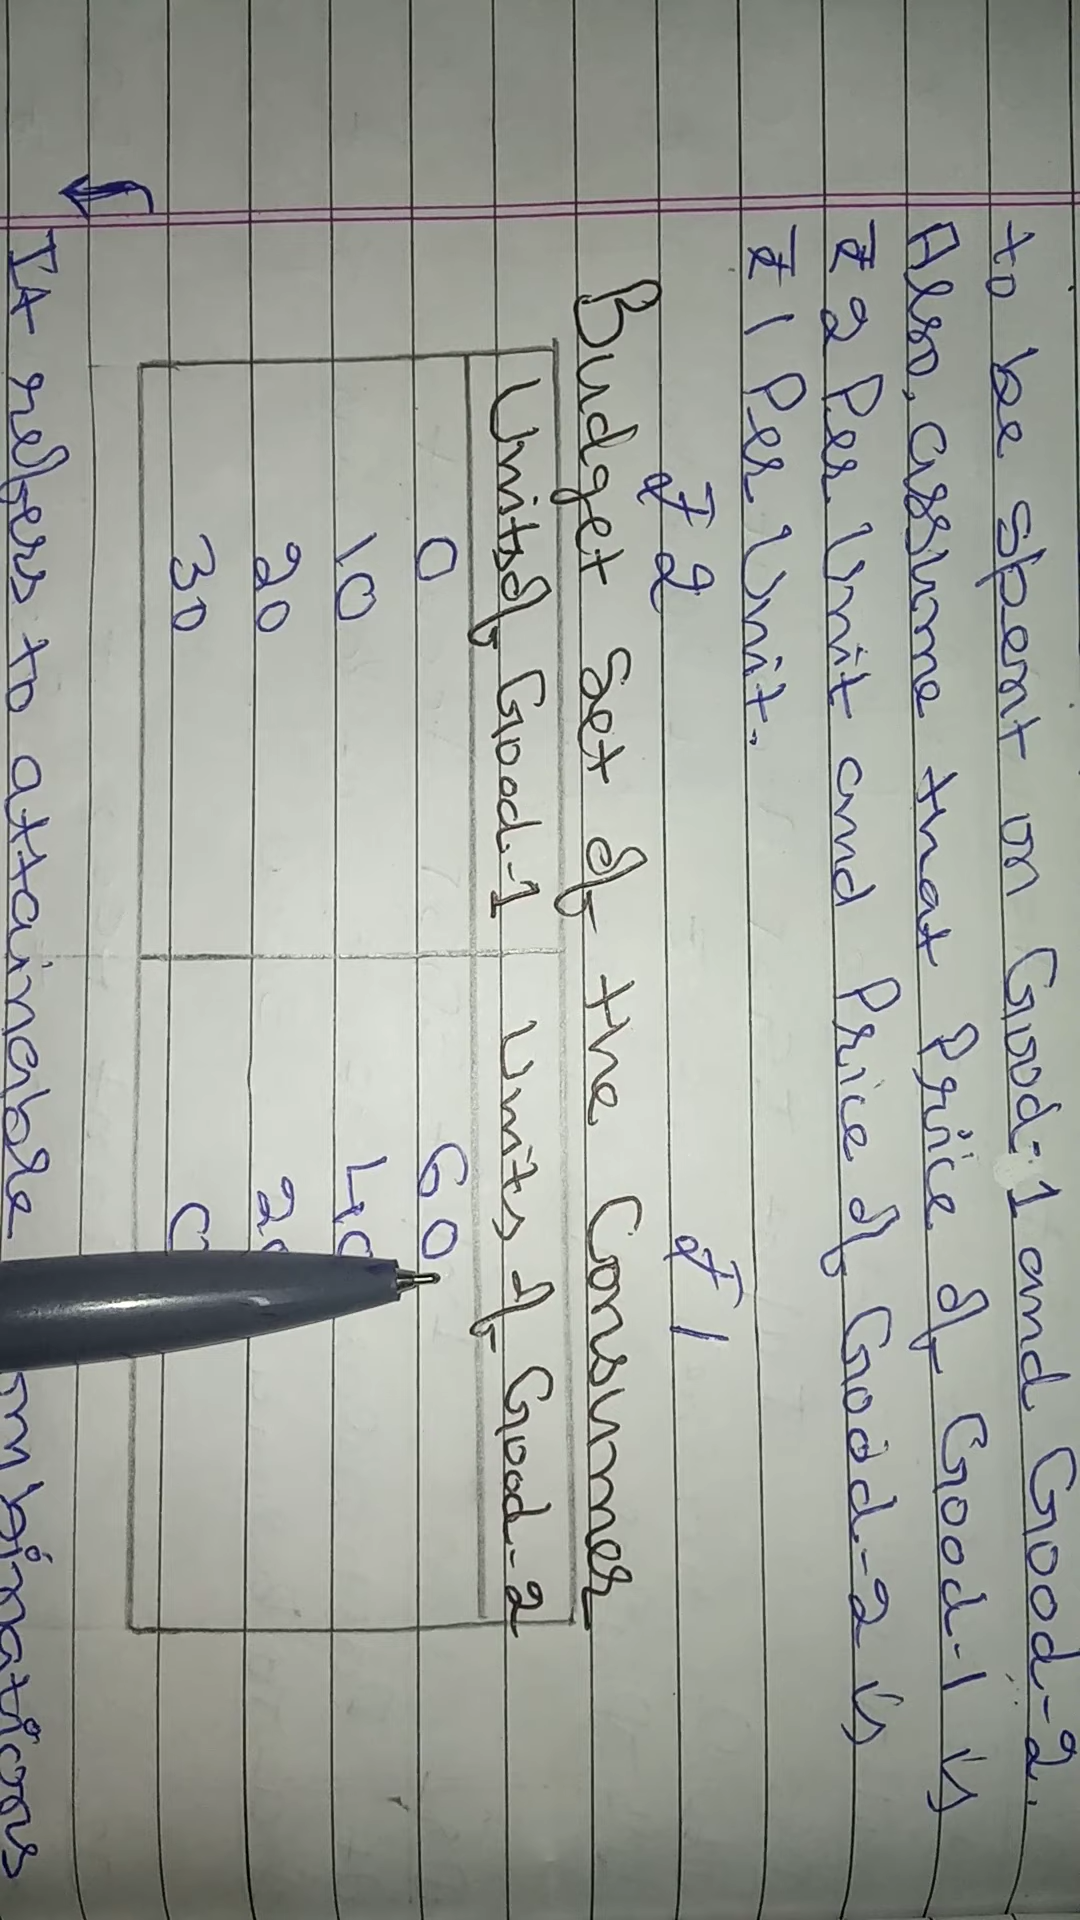 to be spent on Good-1 and Good-2.
Also, assume that Price of Good-1 is
₹ 2 Per Unit and Price of Good-2 is
₹ 1 Per Unit.
₹ 2 ₹ 1
Budget Set of the Consumer
Units of Good-1 Units of Good-2
0 60
10
20
30
It refers to attainable